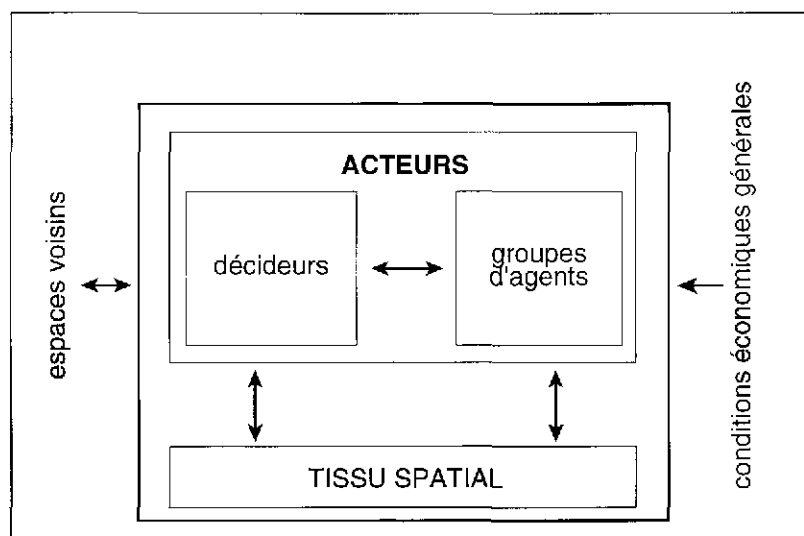 ACTEURS
décideurs
groupes
d'agents
TISSU SPATIAL
espaces voisins
conditions économiques générales